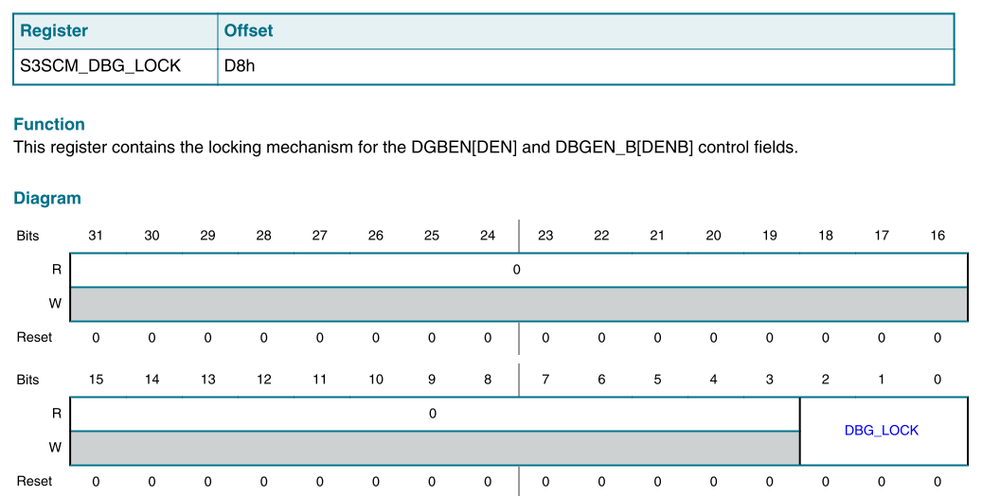 Register Offset
S3SCM_DBG_LOCK D8h
Function
This register contains the locking mechanism for the DGBEN[DEN] and DBGEN_B[DENB] control fields.
Diagram
Bits 31 30 29 28 27 26 25 24 23 22 21 20 19 18 17 16
R 0
W
Reset 0 0 0 0 0 0 0 0 0 0 0 0 0 0 0 0
Bits 15 14 13 12 11 10 9 8 7 6 5 4 3 2 1 0
R 0
DBG_LOCK
W
Reset 0 0 0 0 0 0 0 0 0 0 0 0 0 0 0 0